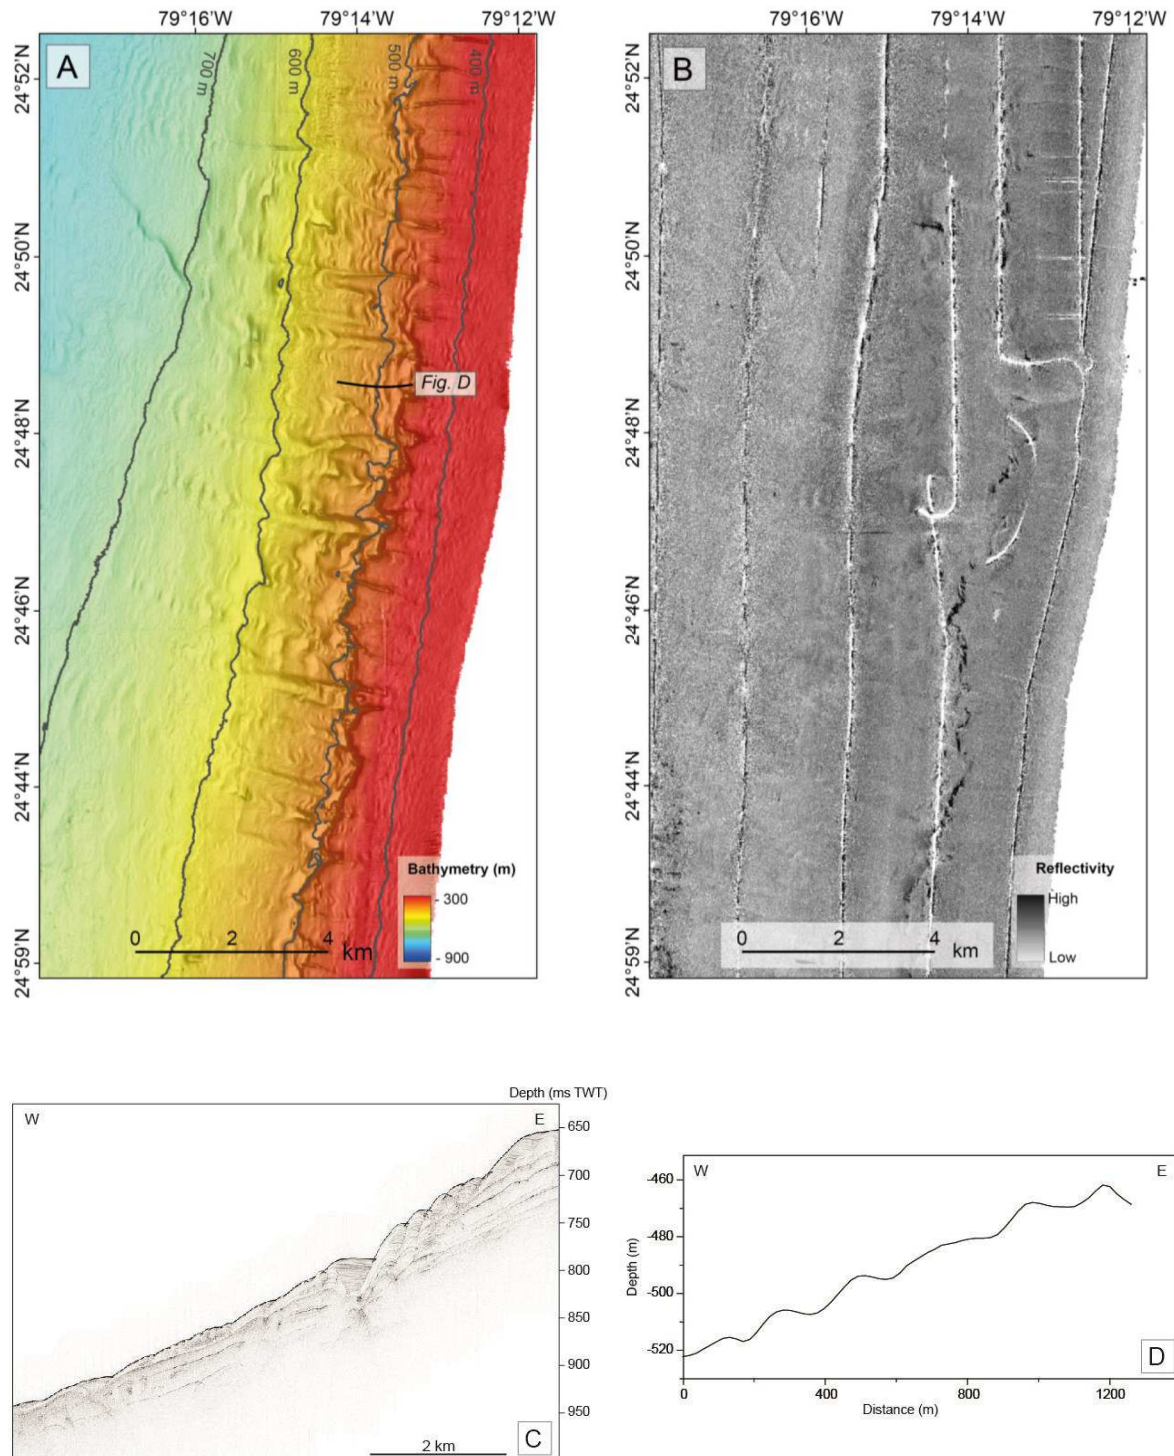 79°16'W 79°14'W 79°12'W
79°16'W 79°14'W 79°12'W
A
700 m
600 m
500 m
400 m
24°52'N
24°50'N
24°48'N
24°46'N
24°44'N
24°59'N
Fig. D
Bathymetry (m)
- 300
- 900
0 2 4
km
B
24°52'N
24°50'N
24°48'N
24°46'N
24°44'N
24°59'N
Reflectivity
High
Low
0 2 4
km
Depth (ms TWT)
W E
650
700
750
800
850
900
950
2 km
C
W E
-460
-480
-500
-520
Depth (m)
0 400 800 1200
Distance (m)
D